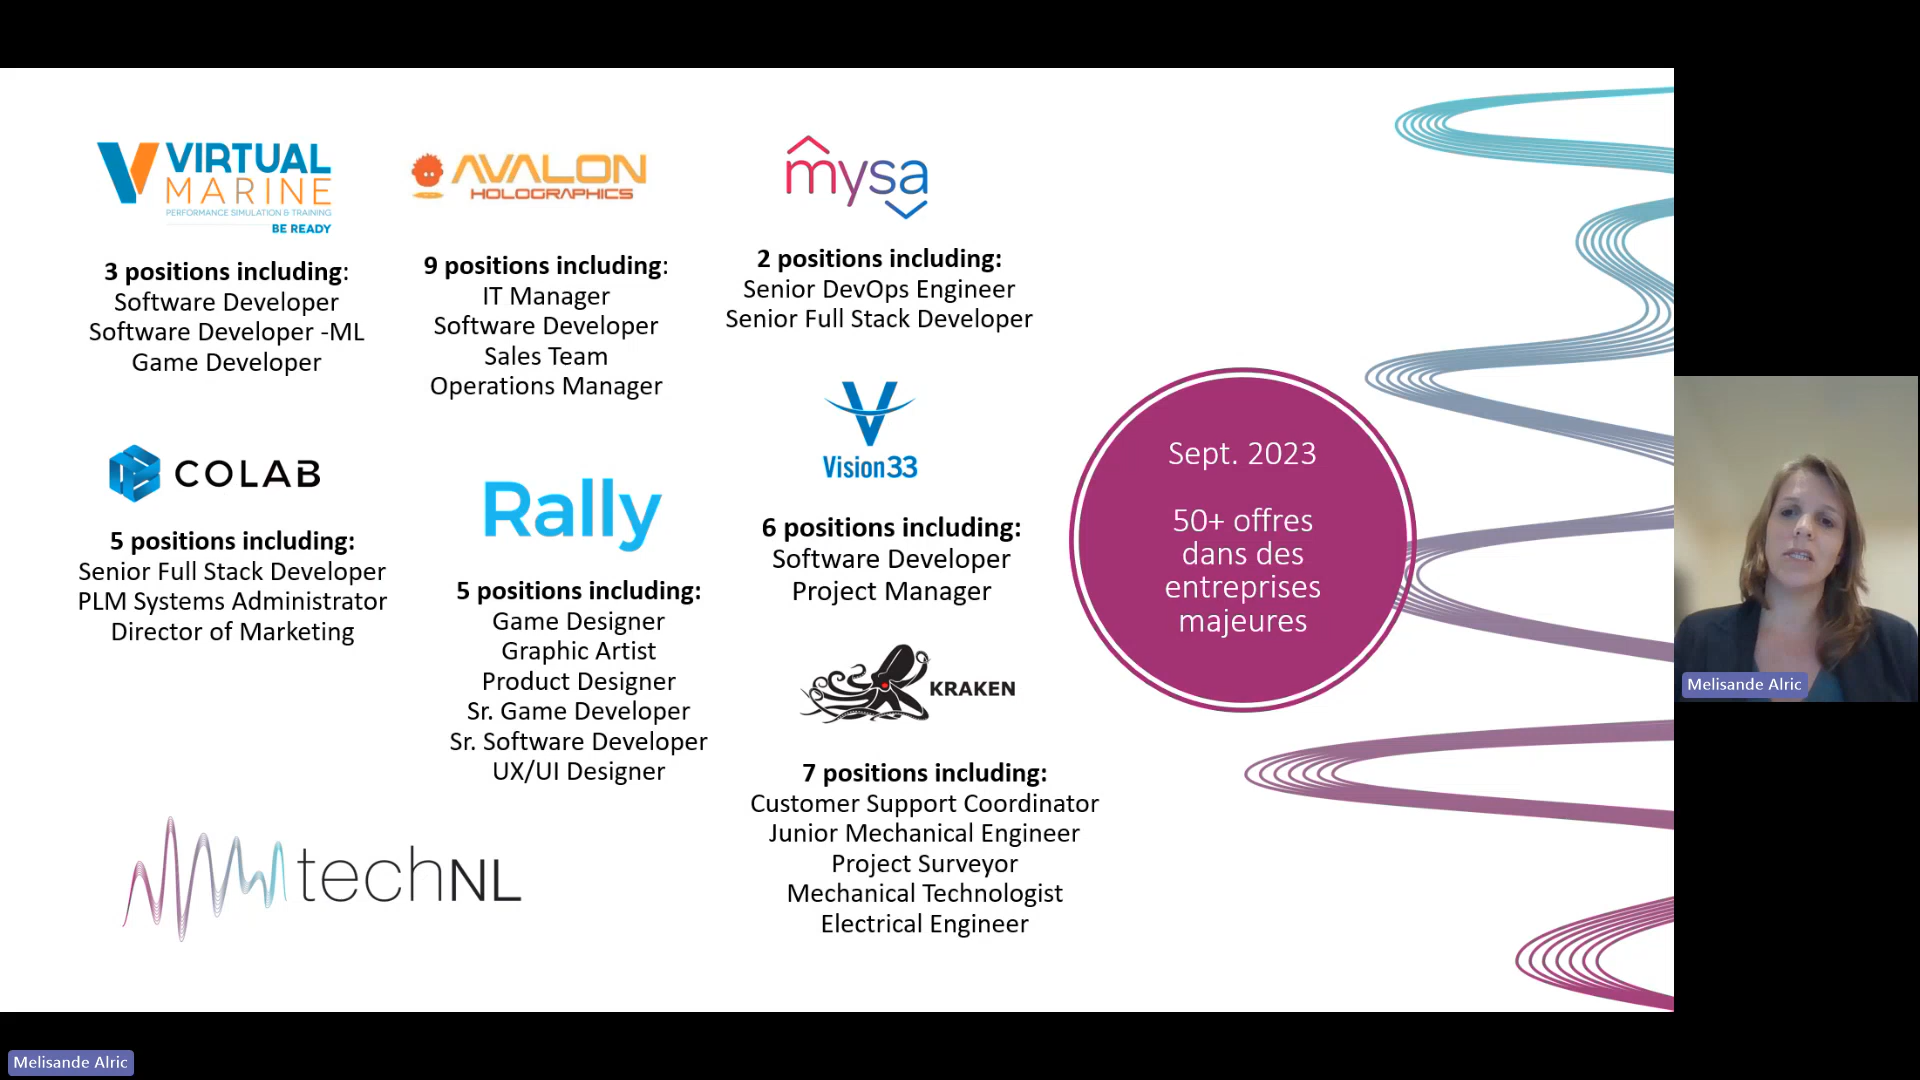 VIRTUAL
MARINE
PERFORMANCE SIMULATION & TRAINING
BE READY
3 positions including:
Software Developer
Software Developer -ML
Game Developer
AVALON
HOLOGRAPHICS
9 positions including:
IT Manager
Software Developer
Sales Team
Operations Manager
mysa
2 positions including:
Senior DevOps Engineer
Senior Full Stack Developer
COLAB
5 positions including:
Senior Full Stack Developer
PLM Systems Administrator
Director of Marketing
Rally
5 positions including:
Game Designer
Graphic Artist
Product Designer
Sr. Game Developer
Sr. Software Developer
UX/UI Designer
Vision33
6 positions including:
Software Developer
Project Manager
KRAKEN
7 positions including:
Customer Support Coordinator
Junior Mechanical Engineer
Project Surveyor
Mechanical Technologist
Electrical Engineer
Sept. 2023
50+ offres
dans des
entreprises
majeures
techNL
Melisande Alric
Melisande Alric